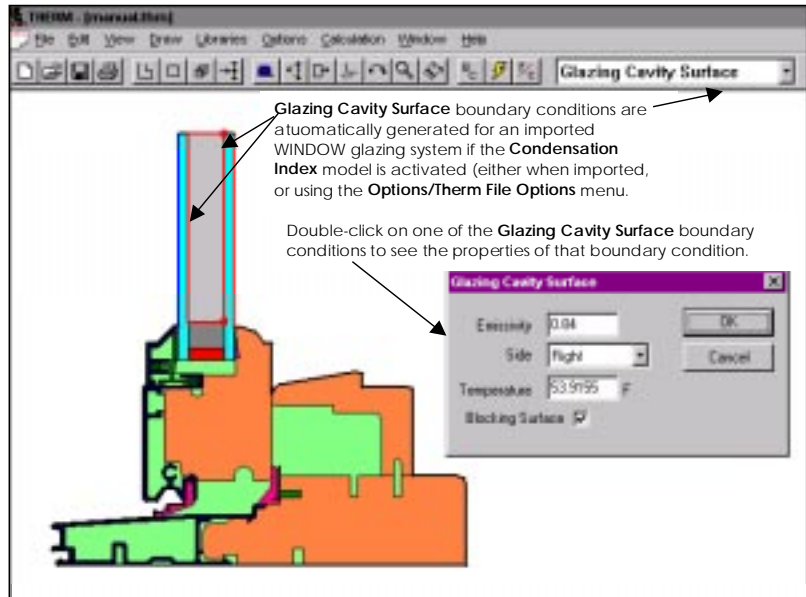 THERM - [manual.thm]
File Edit View Draw Libraries Options Calculation Window Help
Glazing Cavity Surface
Glazing Cavity Surface boundary conditions are
atuomatically generated for an imported
WINDOW glazing system if the Condensation
Index model is activated (either when imported,
or using the Options/Therm File Options menu.
Double-click on one of the Glazing Cavity Surface boundary
conditions to see the properties of that boundary condition.
Glazing Cavity Surface
Emissivity 0.84
OK
Side Right
Cancel
Temperature 53.9155 F
Blocking Surface